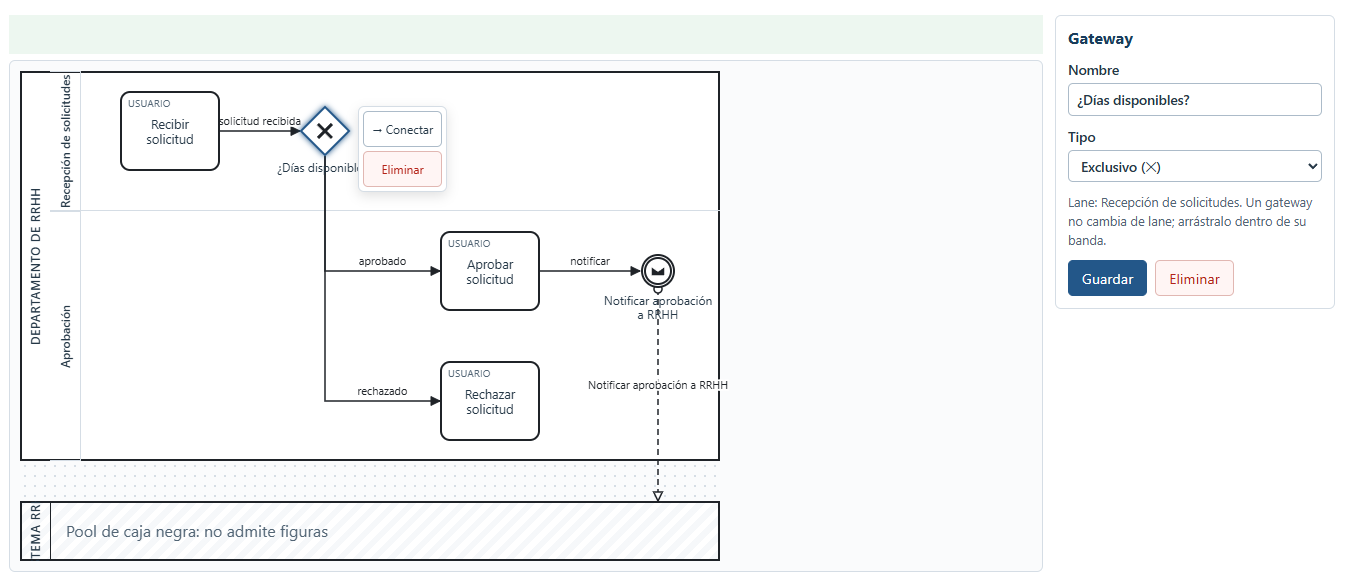 Gateway
Nombre
¿Días disponibles?
Tipo
Exclusivo (X)
Lane: Recepción de solicitudes. Un gateway
no cambia de lane; arrástralo dentro de su
banda.
Guardar
Eliminar
DEPARTAMENTO DE RRHH
Recepción de solicitudes
USUARIO
Recibir
solicitud
solicitud recibida
→ Conectar
Eliminar
¿Días disponible
Aprobación
aprobado
USUARIO
Aprobar
solicitud
notificar
Notificar aprobación
a RRHH
rechazado
USUARIO
Rechazar
solicitud
Notificar aprobación a RRHH
TEMA RR
Pool de caja negra: no admite figuras